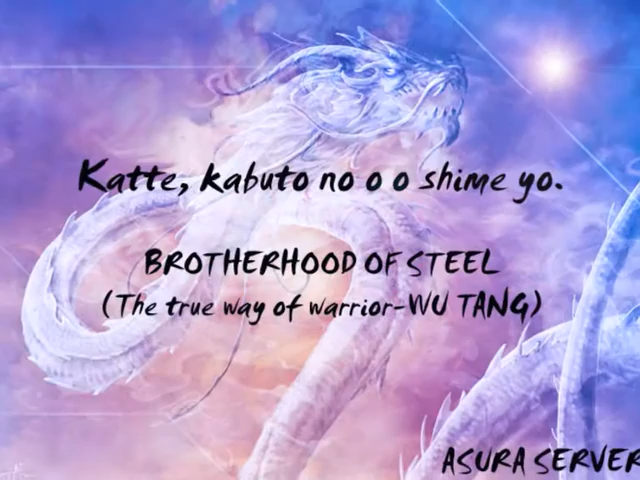 Katte, kabuto no o o shime yo.
BROTHERHOOD OF STEEL
(The true way of warrior-WU TANG)
ASURA SERVER